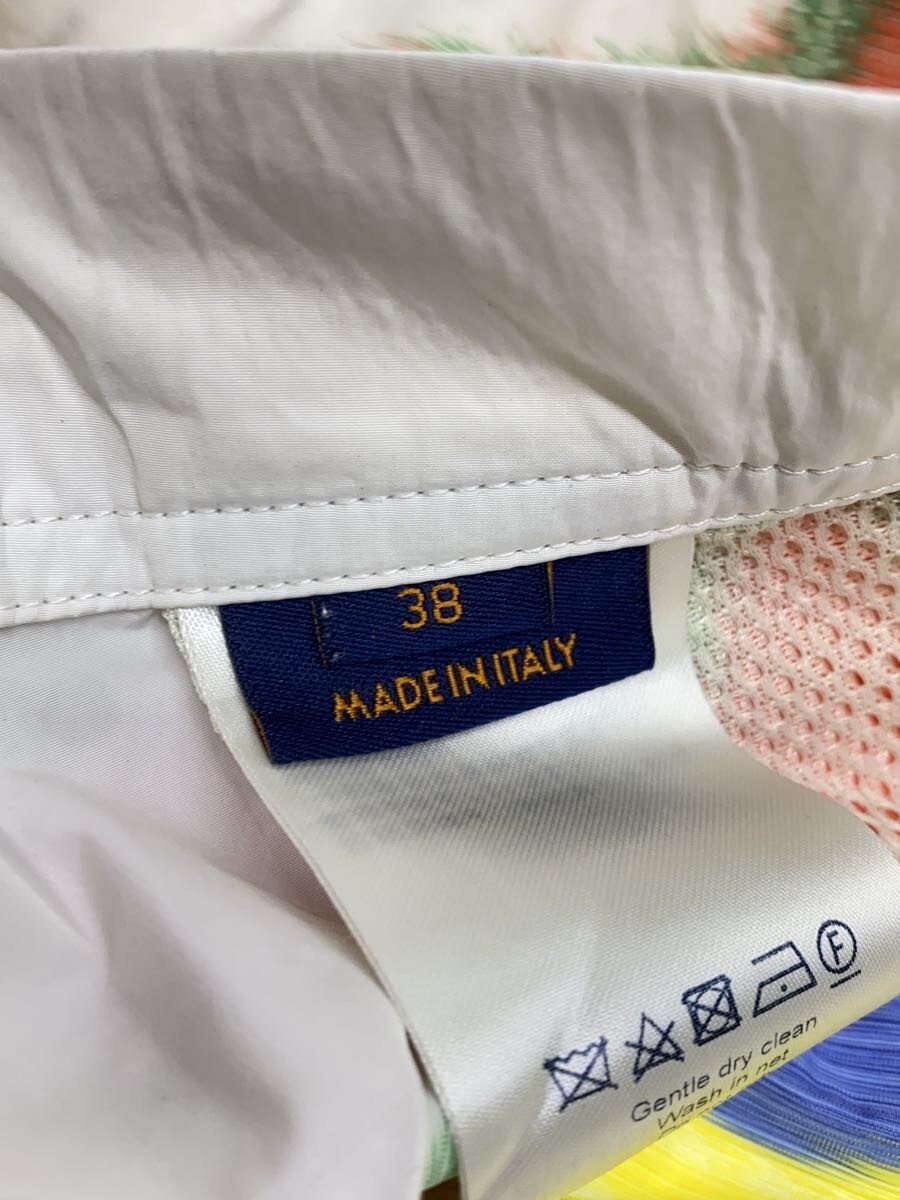 38
MADE IN ITALY
F
Gentle dry clean
Wash in net